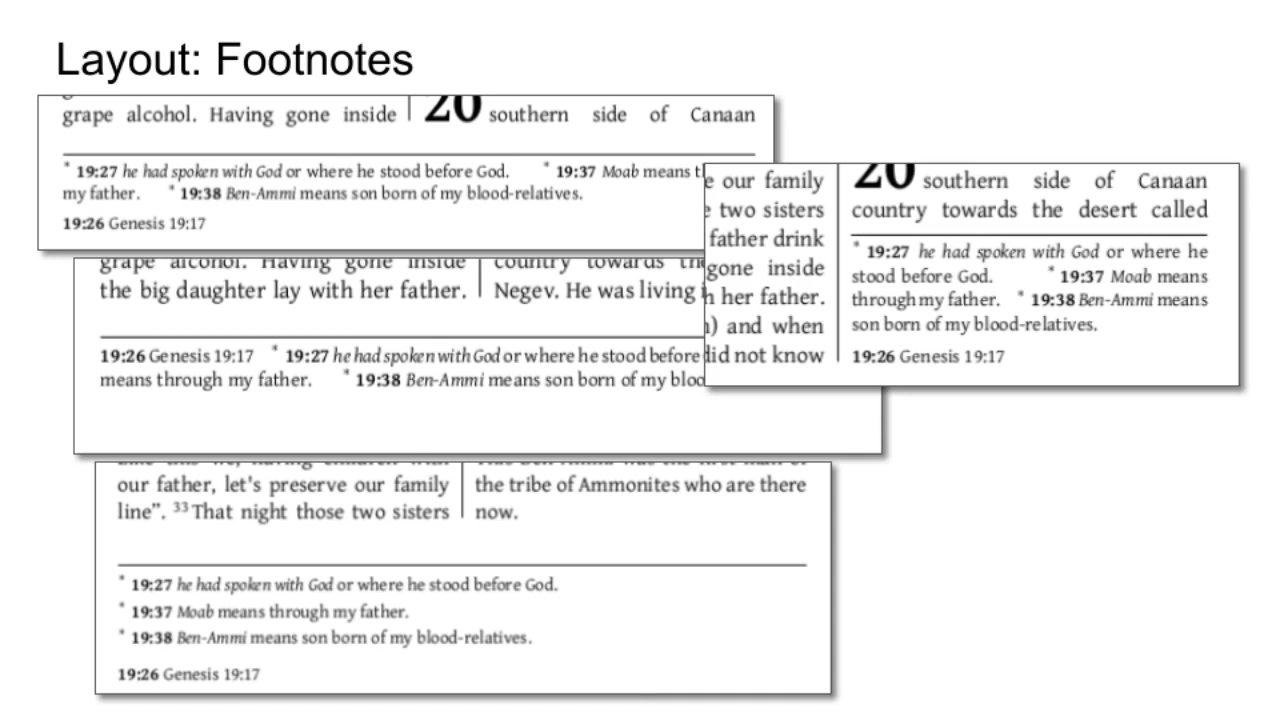 Layout: Footnotes
grape alcohol. Having gone inside
20 southern side of Canaan
* 19:27 he had spoken with God or where he stood before God. * 19:37 Moab means
my father. * 19:38 Ben-Ammi means son born of my blood-relatives.
19:26 Genesis 19:17
grape alcohol. Having gone inside
the big daughter lay with her father.
country towards
Negev. He was living
19:26 Genesis 19:17 * 19:27 he had spoken with God or where he stood before
means through my father. * 19:38 Ben-Ammi means son born of my
our family
two sisters
father drink
gone inside
her father.
and when
did not know
20 southern side of Canaan
country towards the desert called
* 19:27 he had spoken with God or where he
stood before God. * 19:37 Moab means
through my father. * 19:38 Ben-Ammi means
son born of my blood-relatives.
19:26 Genesis 19:17
our father, let's preserve our family
line”. 33 That night those two sisters
the tribe of Ammonites who are there
now.
* 19:27 he had spoken with God or where he stood before God.
* 19:37 Moab means through my father.
* 19:38 Ben-Ammi means son born of my blood-relatives.
19:26 Genesis 19:17